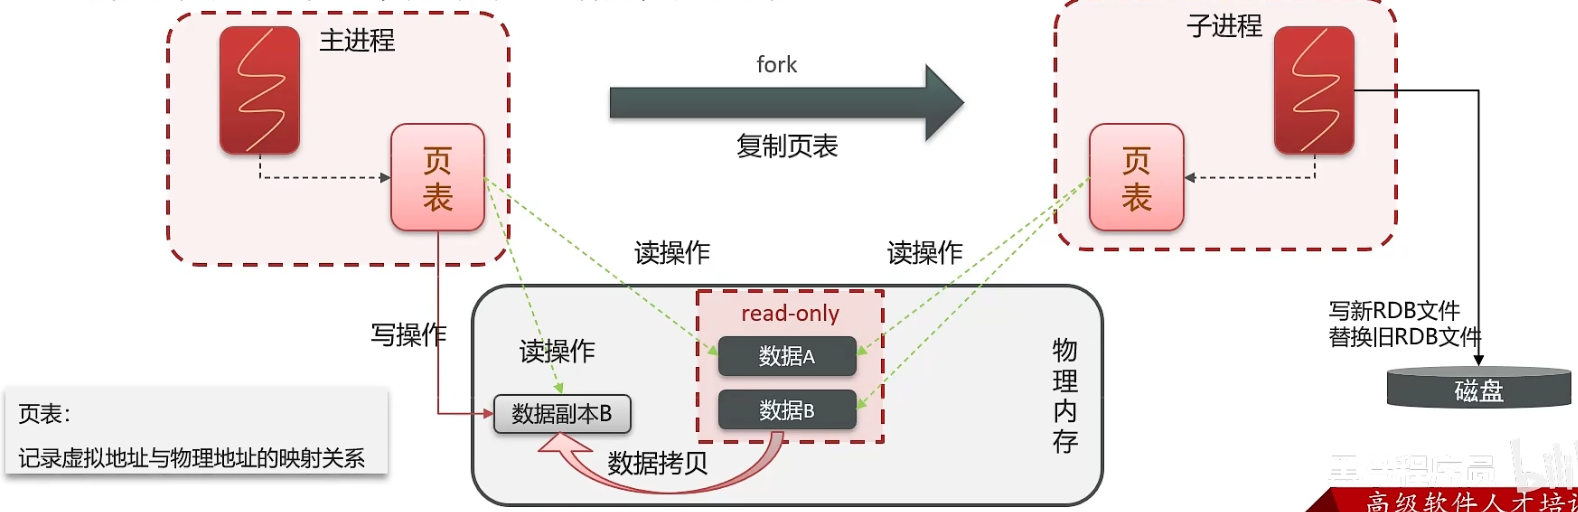 主进程
子进程
fork
复制页表
页表
页表
读操作
读操作
写操作
读操作
read-only
数据A
数据B
数据副本B
数据拷贝
物理内存
写新RDB文件
替换旧RDB文件
磁盘
页表：
记录虚拟地址与物理地址的映射关系
高级软件人才培